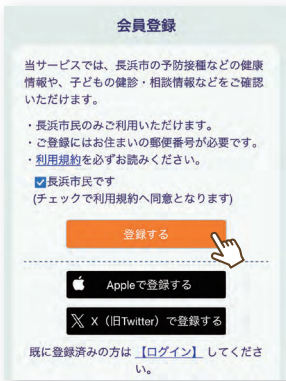 会員登録
当サービスでは、長浜市の予防接種などの健康
情報や、子どもの健診・相談情報などをご確認
いただけます。
・長浜市民のみご利用いただけます。
・ご登録にはお住まいの郵便番号が必要です。
・利用規約を必ずお読みください。
長浜市民です
(チェックで利用規約へ同意となります)
登録する
Appleで登録する
X（旧Twitter）で登録する
既に登録済みの方は【ログイン】してくださ
い。